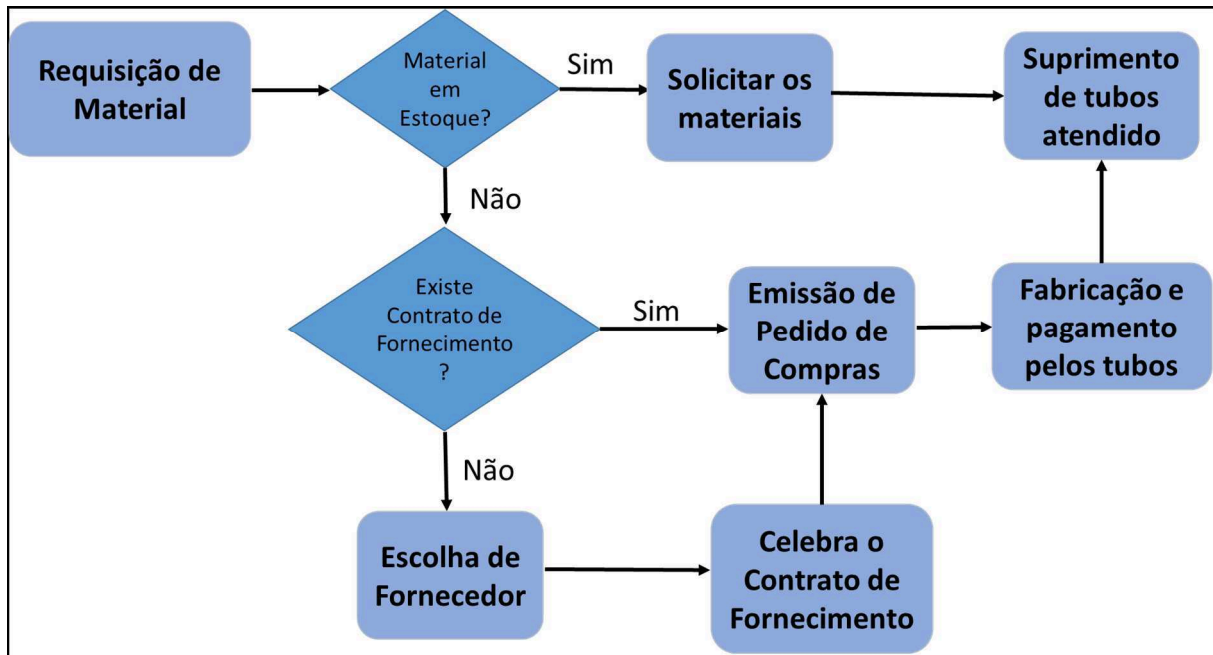 Requisição de
Material
Material
em
Estoque?
Sim
Solicitar os
materiais
Suprimento
de tubos
atendido
Não
Existe
Contrato de
Fornecimento
?
Sim
Emissão de
Pedido de
Compras
Fabricação e
pagamento
pelos tubos
Não
Escolha de
Fornecedor
Celebra o
Contrato de
Fornecimento